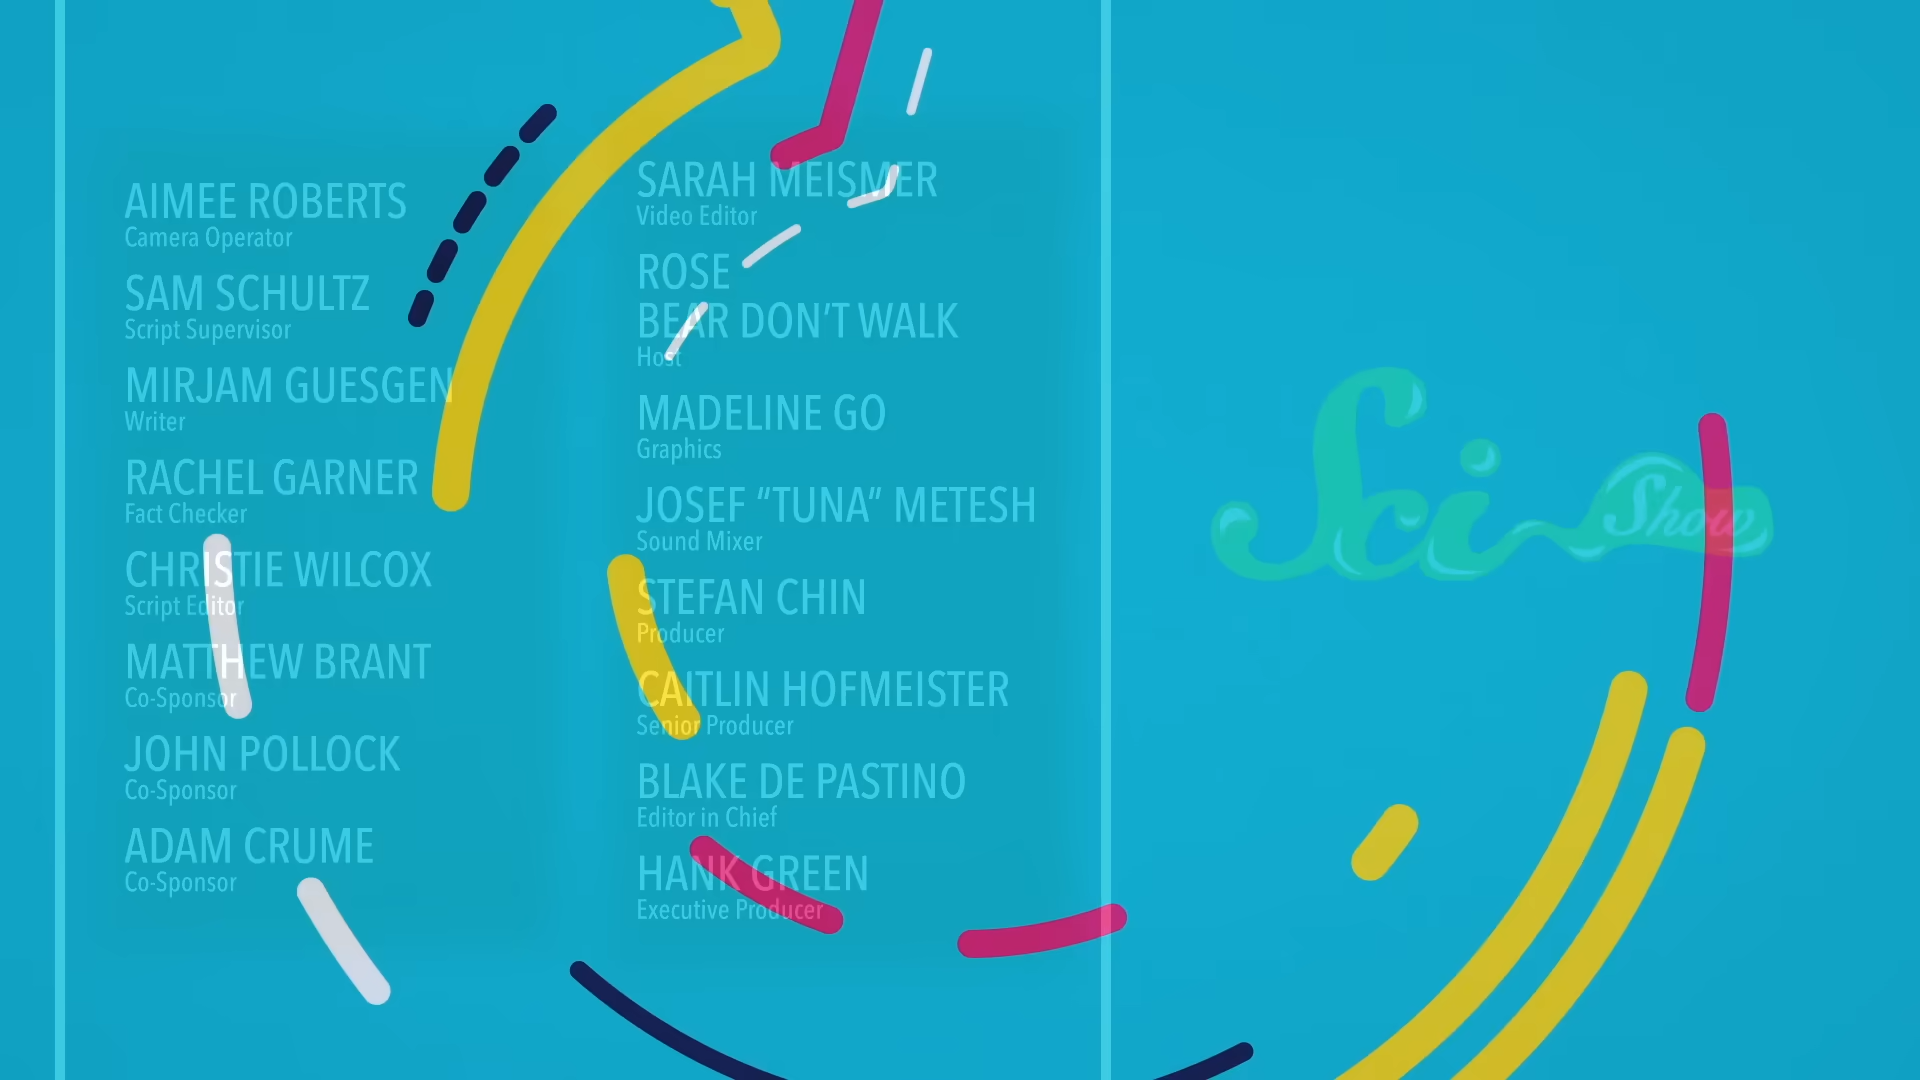 AIMEE ROBERTS
Camera Operator
SAM SCHULTZ
Script Supervisor
MIRJAM GUESGEN
Writer
RACHEL GARNER
Fact Checker
CHRISTIE WILCOX
Script Editor
MATTHEW BRANT
Co-Sponsor
JOHN POLLOCK
Co-Sponsor
ADAM CRUME
Co-Sponsor
SARAH MEISMER
Video Editor
ROSE
BEAR DON’T WALK
Host
MADELINE GO
Graphics
JOSEF “TUNA” METESH
Sound Mixer
STEFAN CHIN
Producer
CAITLIN HOFMEISTER
Senior Producer
BLAKE DE PASTINO
Editor in Chief
HANK GREEN
Executive Producer
Sci Show